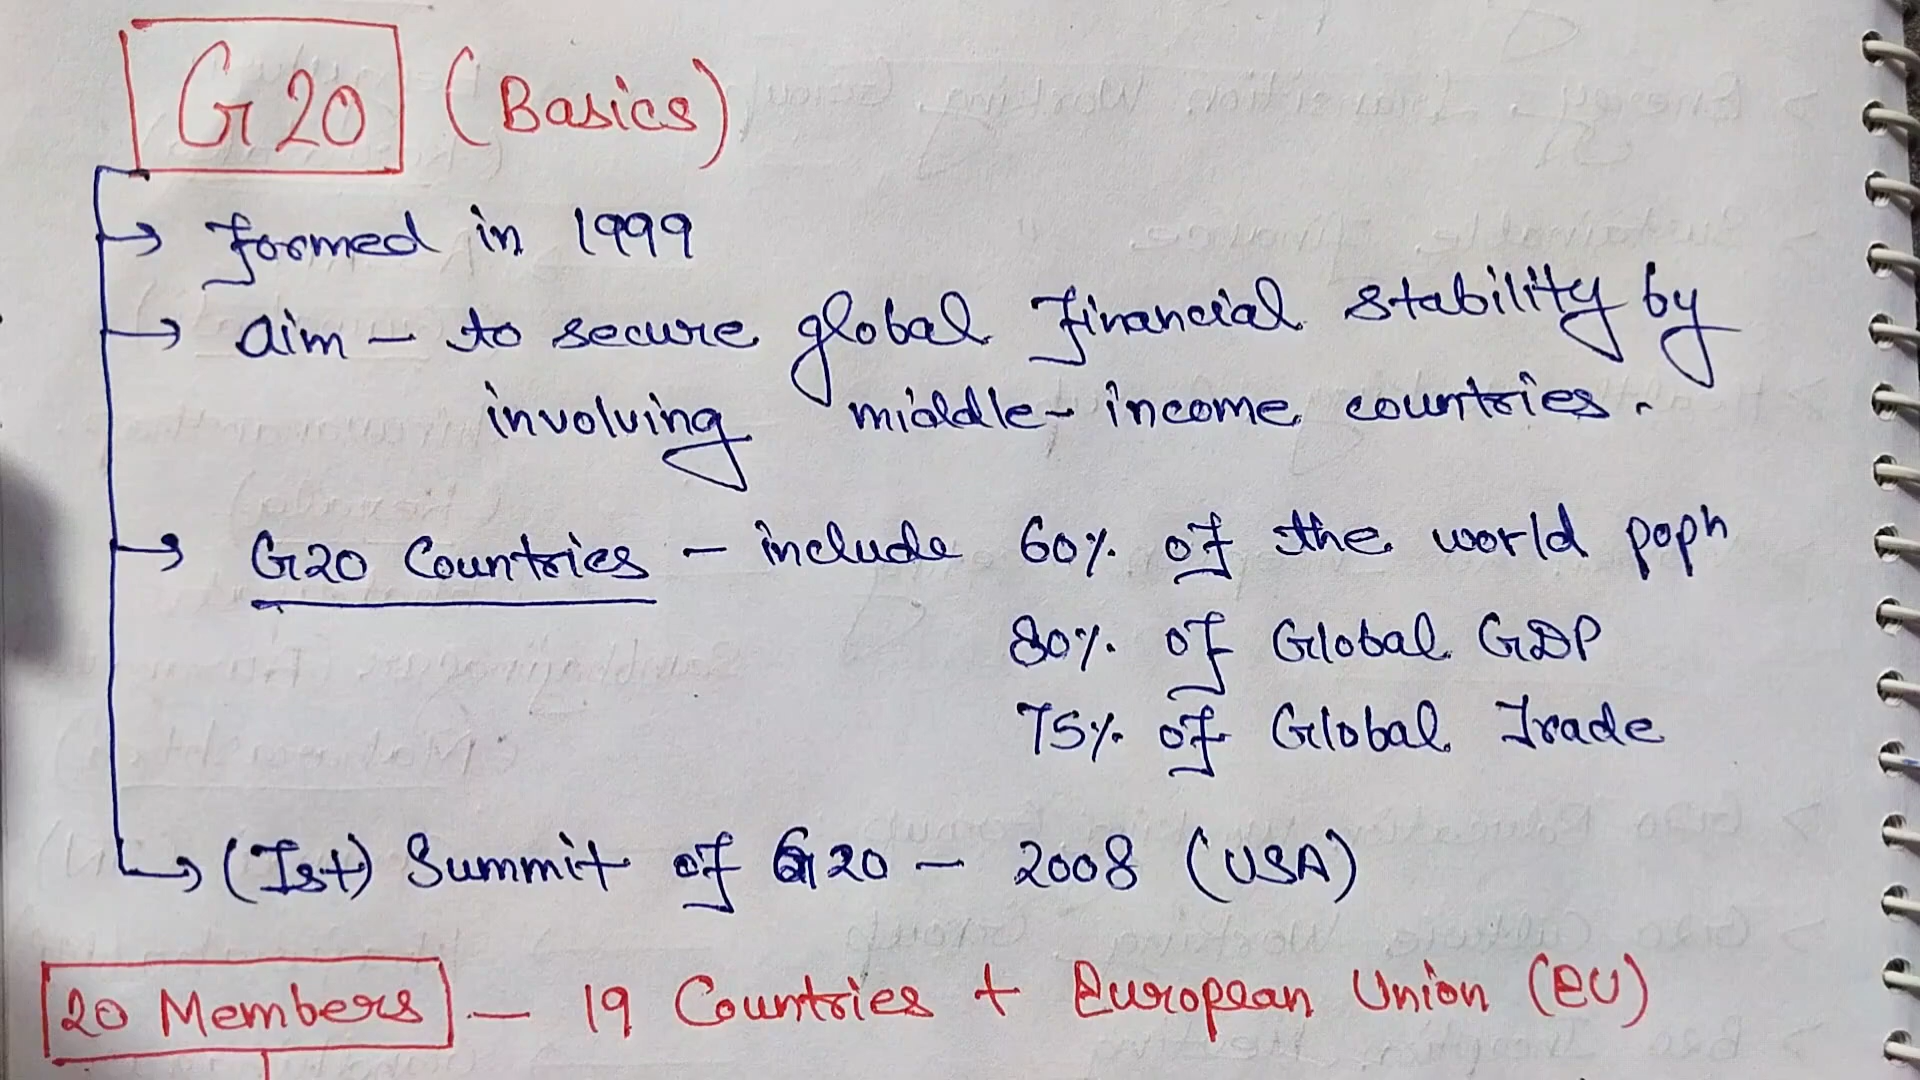 G20 (Basics)
→ formed in 1999
→ aim – to secure global financial stability by
involving middle-income countries.
→ G20 Countries – include 60% of the world popn
80% of Global GDP
75% of Global Trade
→ (Ist) Summit of G20 – 2008 (USA)
20 Members – 19 Countries + European Union (EU)